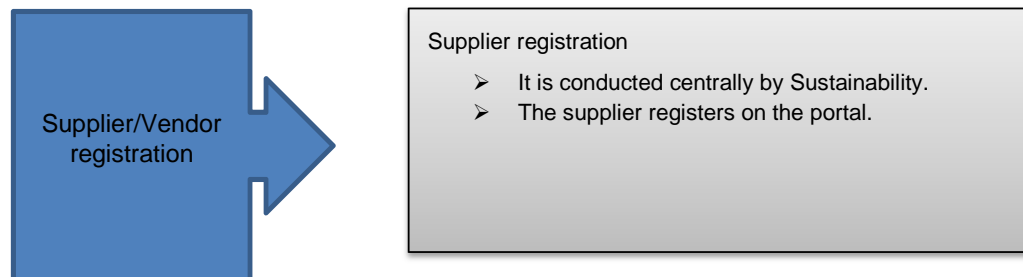 Supplier/Vendor
registration
Supplier registration
➢ It is conducted centrally by Sustainability.
➢ The supplier registers on the portal.